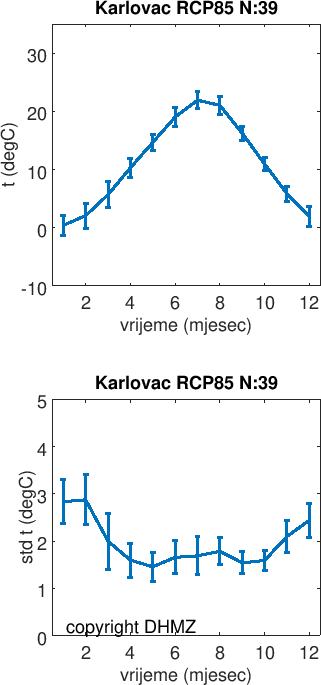 Karlovac RCP85 N:39
t (degC)
30
20
10
0
-10
2 4 6 8 10 12
vrijeme (mjesec)
Karlovac RCP85 N:39
std t (degC)
5
4
3
2
1
0
copyright DHMZ
2 4 6 8 10 12
vrijeme (mjesec)